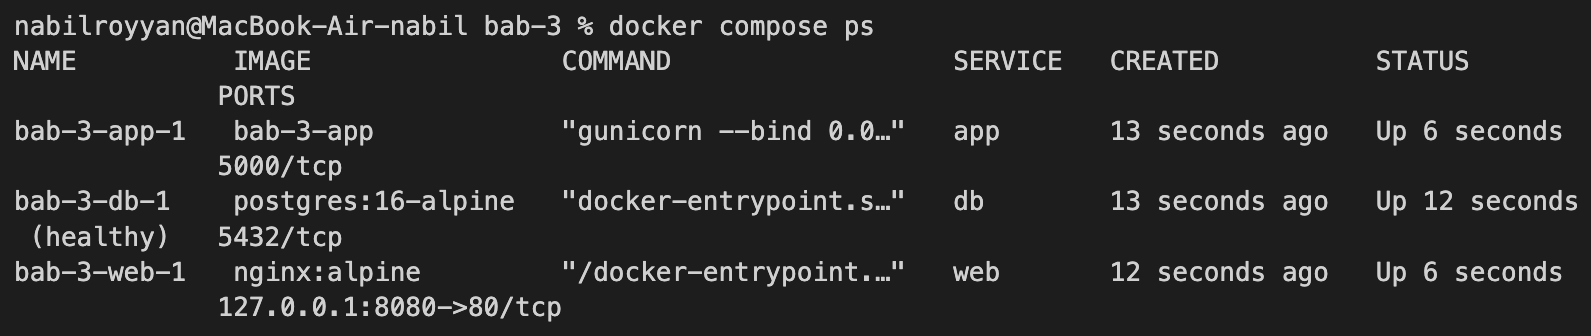 nabilroyyan@MacBook-Air-nabil bab-3 % docker compose ps
NAME          IMAGE                COMMAND                  SERVICE   CREATED          STATUS
             PORTS
bab-3-app-1   bab-3-app            "gunicorn --bind 0.0…"   app       13 seconds ago   Up 6 seconds
             5000/tcp
bab-3-db-1    postgres:16-alpine   "docker-entrypoint.s…"   db        13 seconds ago   Up 12 seconds
 (healthy)   5432/tcp
bab-3-web-1   nginx:alpine         "/docker-entrypoint.…"   web       12 seconds ago   Up 6 seconds
             127.0.0.1:8080->80/tcp